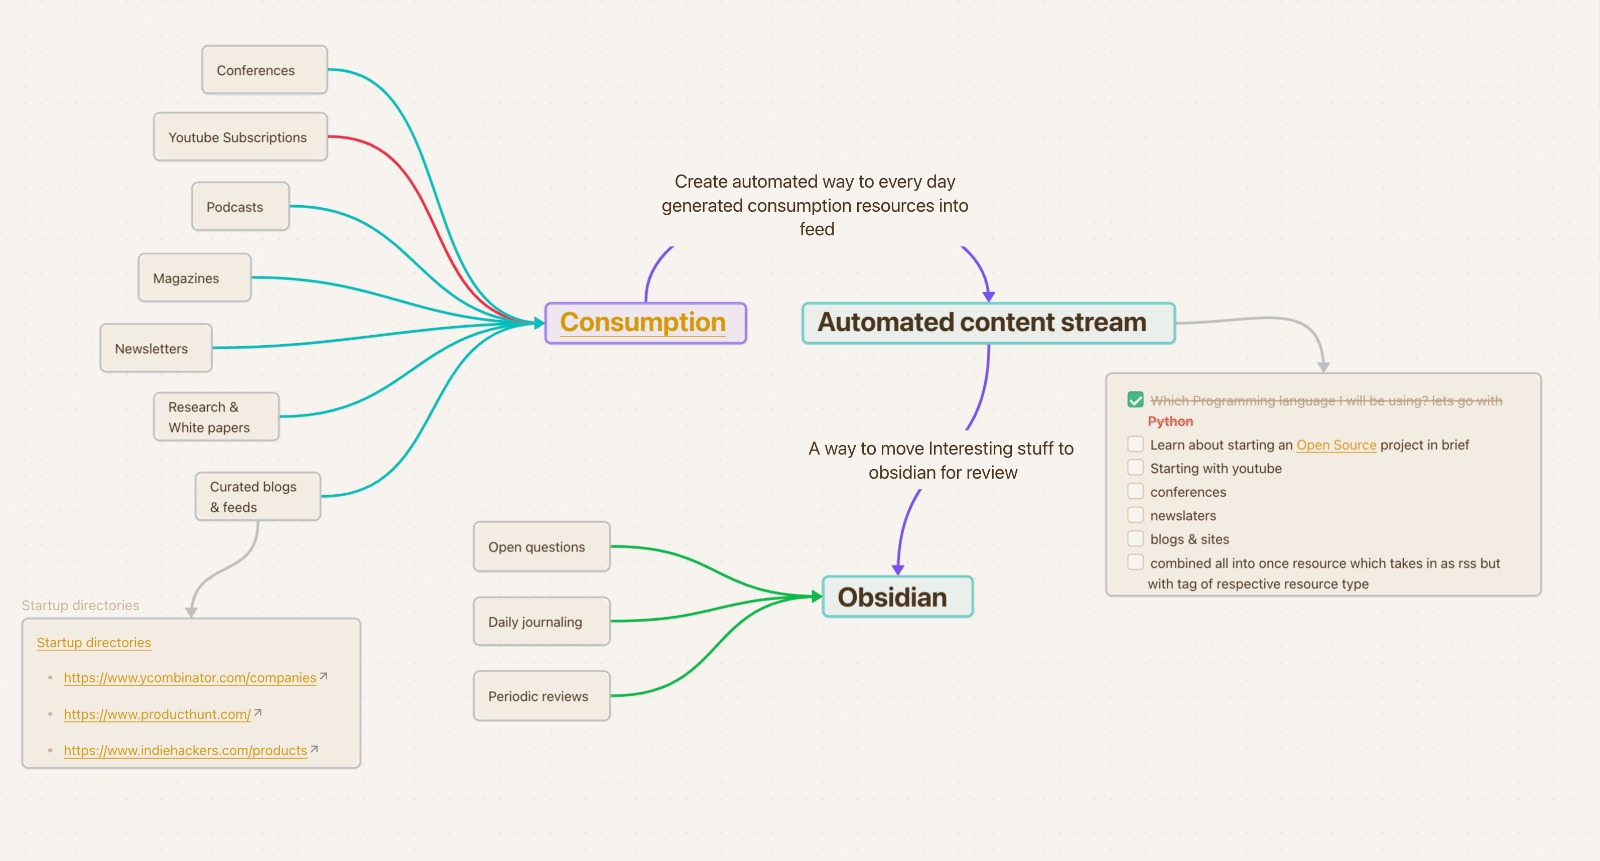 Conferences
Youtube Subscriptions
Podcasts
Magazines
Newsletters
Research &
White papers
Curated blogs
& feeds
Startup directories
Startup directories
https://www.ycombinator.com/companies
https://www.producthunt.com/
https://www.indiehackers.com/products
Consumption
Create automated way to every day
generated consumption resources into
feed
Automated content stream
Which Programming language I will be using? lets go with
Python
Learn about starting an Open Source project in brief
Starting with youtube
conferences
newslaters
blogs & sites
combined all into once resource which takes in as rss but
with tag of respective resource type
A way to move Interesting stuff to
obsidian for review
Open questions
Daily journaling
Periodic reviews
Obsidian